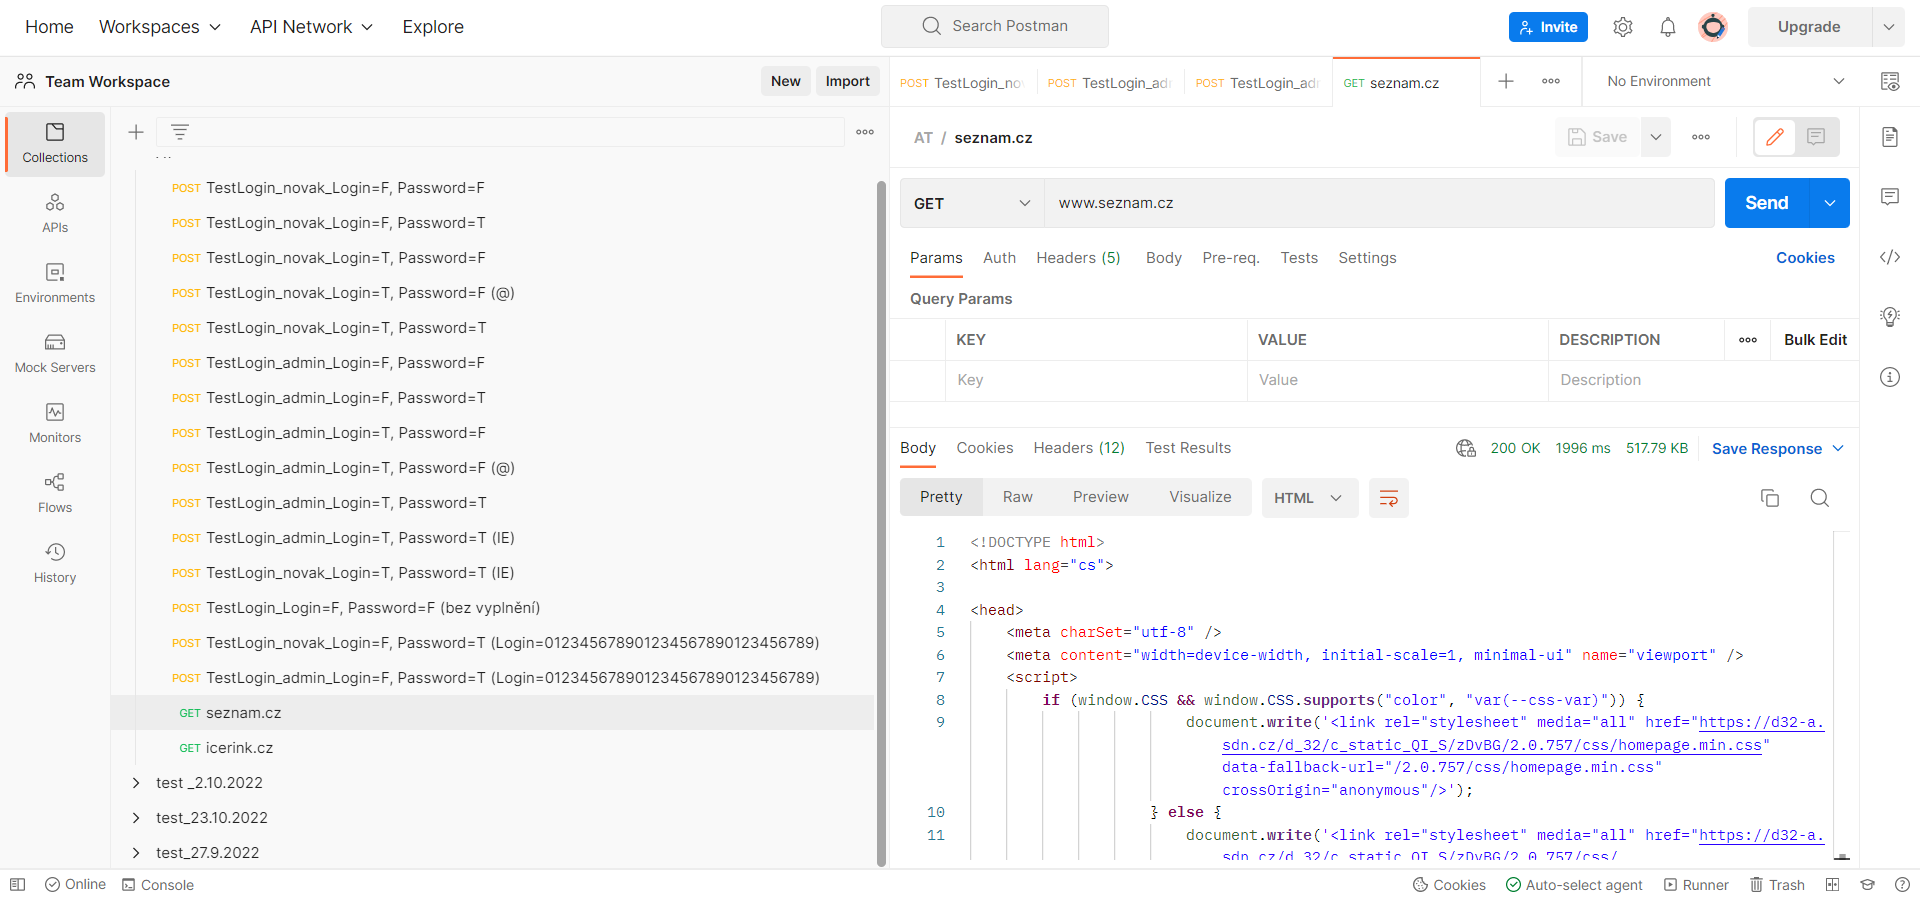 Home Workspaces API Network Explore Search Postman Invite Upgrade
Team Workspace New Import
POST TestLogin_nov POST TestLogin_ad POST TestLogin_ad GET seznam.cz No Environment
Collections
APIs
Environments
Mock Servers
Monitors
Flows
History
POST TestLogin_novak_Login=F, Password=F
POST TestLogin_novak_Login=F, Password=T
POST TestLogin_novak_Login=T, Password=F
POST TestLogin_novak_Login=T, Password=F (@)
POST TestLogin_novak_Login=T, Password=T
POST TestLogin_admin_Login=F, Password=F
POST TestLogin_admin_Login=F, Password=T
POST TestLogin_admin_Login=T, Password=F
POST TestLogin_admin_Login=T, Password=F (@)
POST TestLogin_admin_Login=T, Password=T
POST TestLogin_admin_Login=T, Password=T (IE)
POST TestLogin_novak_Login=T, Password=T (IE)
POST TestLogin_Login=F, Password=F (bez vyplnění)
POST TestLogin_novak_Login=F, Password=T (Login=012345678901234567890123456789)
POST TestLogin_admin_Login=F, Password=T (Login=012345678901234567890123456789)
GET seznam.cz
GET icerink.cz
test _2.10.2022
test_23.10.2022
test_27.9.2022
AT / seznam.cz Save
GET www.seznam.cz Send
Params Auth Headers (5) Body Pre-req. Tests Settings Cookies
Query Params
KEY VALUE DESCRIPTION Bulk Edit
Key Value Description
Body Cookies Headers (12) Test Results 200 OK 1996 ms 517.79 KB Save Response
Pretty Raw Preview Visualize HTML
1 <!DOCTYPE html>
2 <html lang="cs">
3
4 <head>
5 <meta charSet="utf-8" />
6 <meta content="width=device-width, initial-scale=1, minimal-ui" name="viewport" />
7 <script>
8 if (window.CSS && window.CSS.supports("color", "var(--css-var)")) {
9 document.write('<link rel="stylesheet" media="all" href="https://d32-a.
sdn.cz/d_32/c_static_QI_S/zDvBG/2.0.757/css/homepage.min.css"
data-fallback-url="/2.0.757/css/homepage.min.css"
crossOrigin="anonymous"/>');
10 } else {
11 document.write('<link rel="stylesheet" media="all" href="https://d32-a.
sdn.cz/d_32/c_static_QI_S/zDvBG/2.0.757/css/
Online Console Cookies Auto-select agent Runner Trash